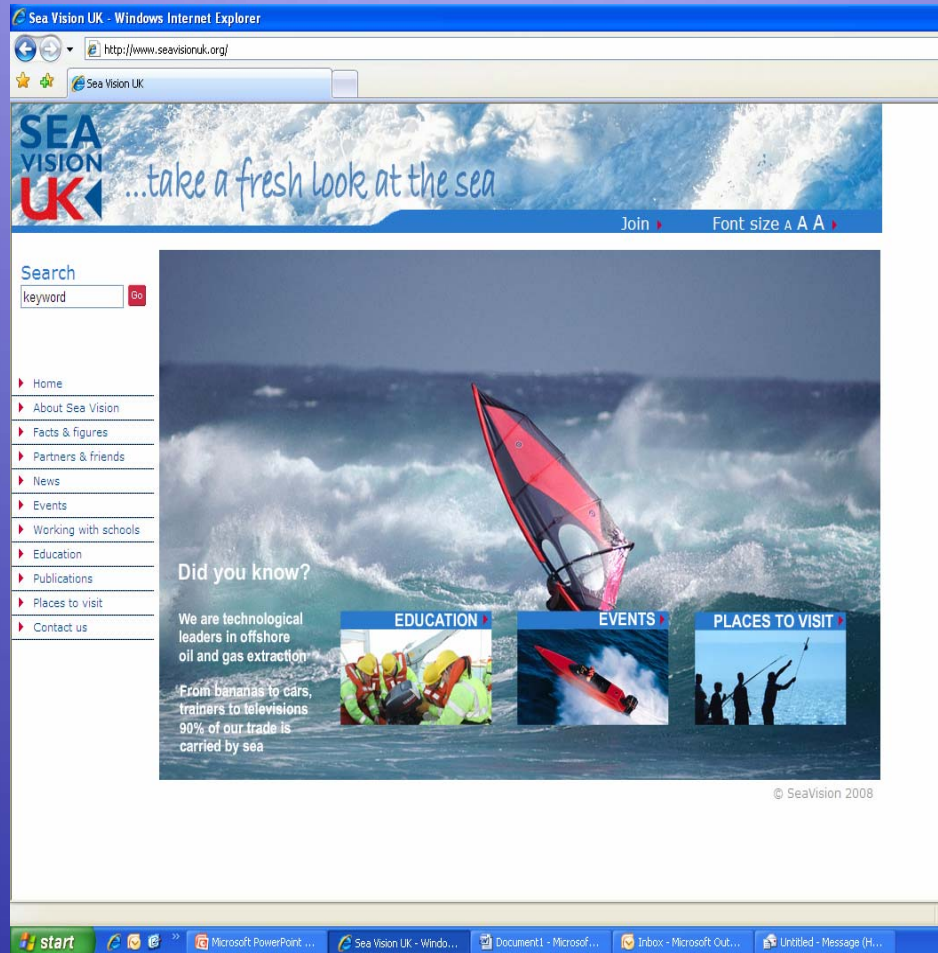 Sea Vision UK - Windows Internet Explorer
http://www.seavisionuk.org/
Sea Vision UK
SEA
VISION
UK
...take a fresh look at the sea
Join
Font size A A A
Search
keyword
Go
Home
About Sea Vision
Facts & figures
Partners & friends
News
Events
Working with schools
Education
Publications
Places to visit
Contact us
Did you know?
We are technological
leaders in offshore
oil and gas extraction
From bananas to cars,
trainers to televisions
90% of our trade is
carried by sea
EDUCATION
EVENTS
PLACES TO VISIT
© SeaVision 2008
start
»
Microsoft PowerPoint ...
Sea Vision UK - Windo...
Document1 - Microsof...
Inbox - Microsoft Out...
Untitled - Message (H...